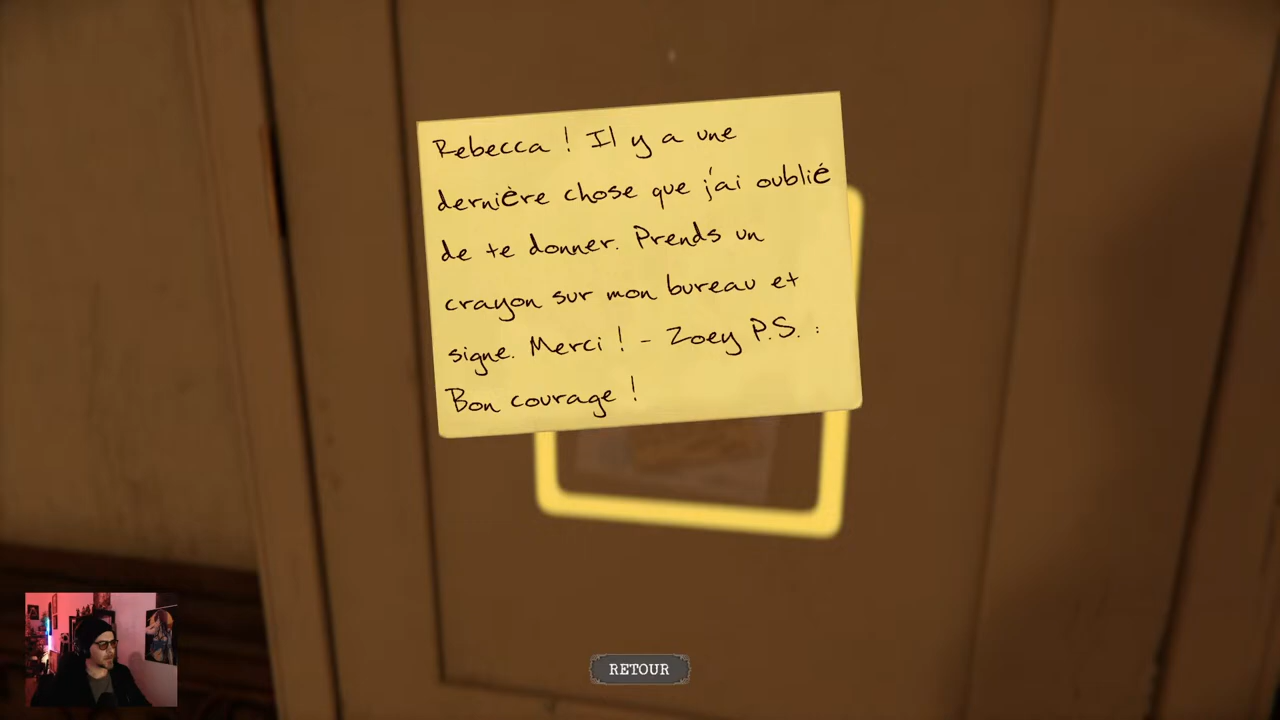 Rebecca ! Il y a une
dernière chose que j'ai oublié
de te donner. Prends un
crayon sur mon bureau et
signe. Merci ! - Zoey P.S. :
Bon courage !
RETOUR